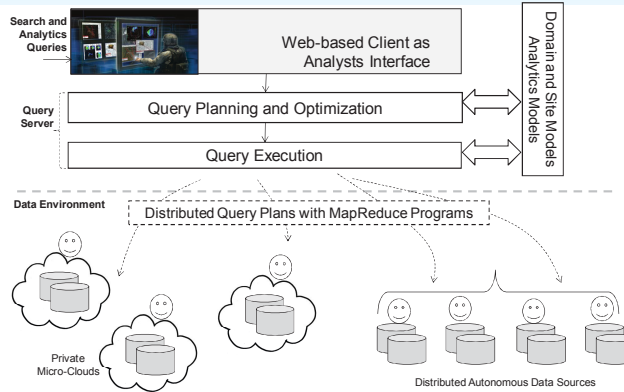 Search and
Analytics
Queries
Web-based Client as
Analysts Interface
Domain and Site Models
Analytics Models
Query
Server
Query Planning and Optimization
Query Execution
Data Environment
Distributed Query Plans with MapReduce Programs
Private
Micro-Clouds
Distributed Autonomous Data Sources